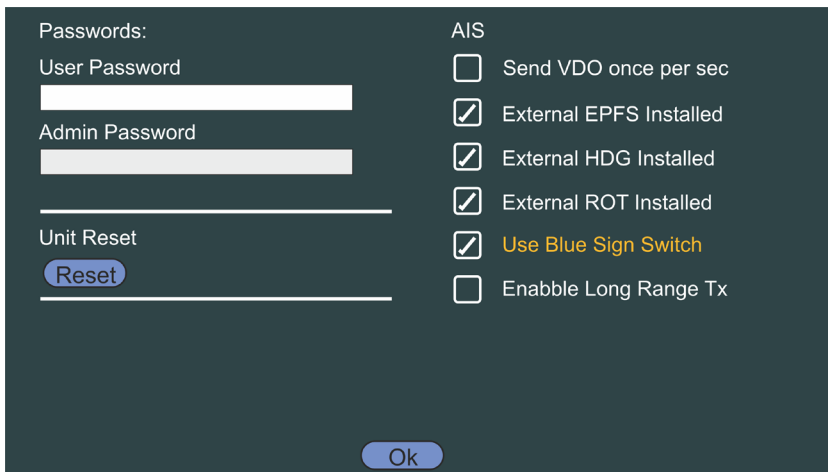 Passwords:
User Password
Admin Password
Unit Reset
Reset
AIS
Send VDO once per sec
External EPFS Installed
External HDG Installed
External ROT Installed
Use Blue Sign Switch
Enabble Long Range Tx
Ok